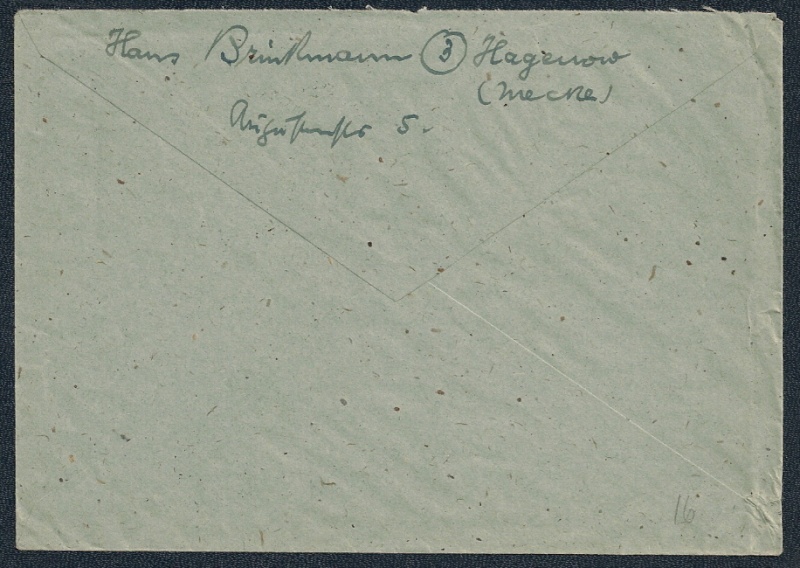 Hans Brinkmann (3) Hagenow
(Meckl)
Augustenstr 5.
16